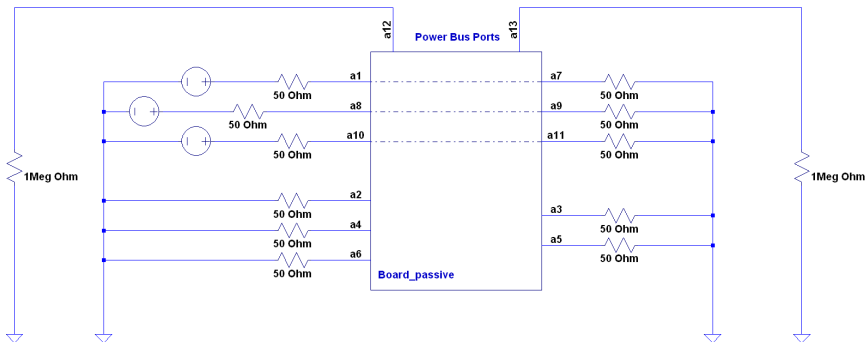 a12
a13
Power Bus Ports
a1
a7
50 Ohm
50 Ohm
a8
a9
50 Ohm
50 Ohm
a10
a11
50 Ohm
50 Ohm
1Meg Ohm
1Meg Ohm
a2
50 Ohm
a3
50 Ohm
a4
50 Ohm
a5
50 Ohm
a6
50 Ohm
Board_passive